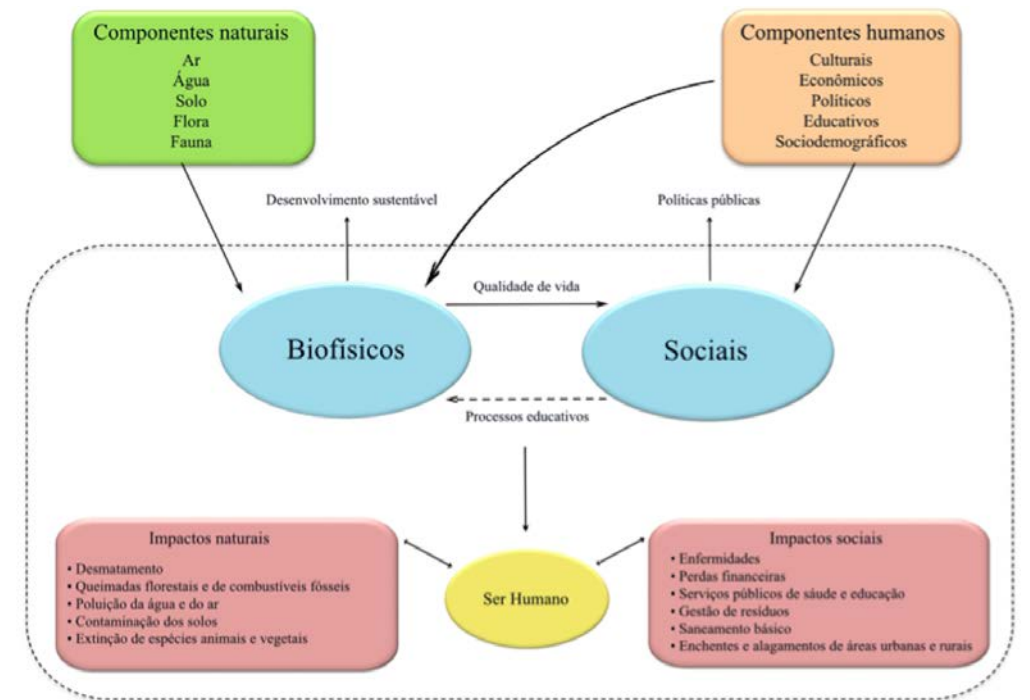 Componentes naturais
Ar
Água
Solo
Flora
Fauna
Componentes humanos
Culturais
Econômicos
Políticos
Educativos
Sociodemográficos
Desenvolvimento sustentável
Políticas públicas
Qualidade de vida
Biofísicos
Sociais
Processos educativos
Impactos naturais
• Desmatamento
• Queimadas florestais e de combustíveis fósseis
• Poluição da água e do ar
• Contaminação dos solos
• Extinção de espécies animais e vegetais
Ser Humano
Impactos sociais
• Enfermidades
• Perdas financeiras
• Serviços públicos de sáude e educação
• Gestão de resíduos
• Saneamento básico
• Enchentes e alagamentos de áreas urbanas e rurais